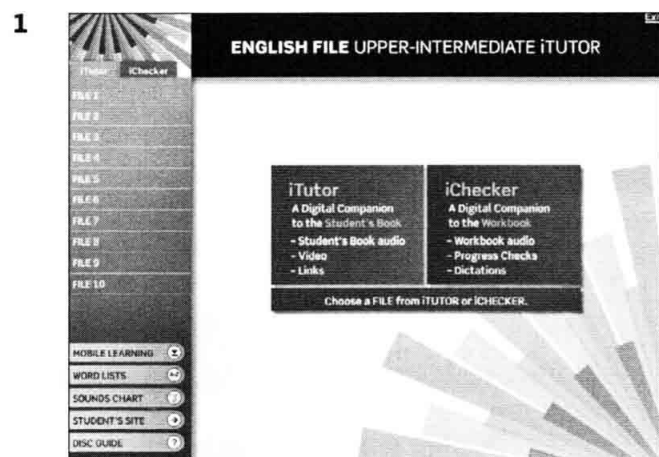 1
Exit
ENGLISH FILE UPPER-INTERMEDIATE iTUTOR
iTutor iChecker
FILE 1
FILE 2
FILE 3
FILE 4
FILE 5
FILE 6
FILE 7
FILE 8
FILE 9
FILE 10
iTutor
A Digital Companion
to the Student's Book
- Student's Book audio
- Video
- Links
iChecker
A Digital Companion
to the Workbook
- Workbook audio
- Progress Checks
- Dictations
Choose a FILE from iTUTOR or iCHECKER.
MOBILE LEARNING
WORD LISTS
SOUNDS CHART
STUDENT'S SITE
DISC GUIDE ?